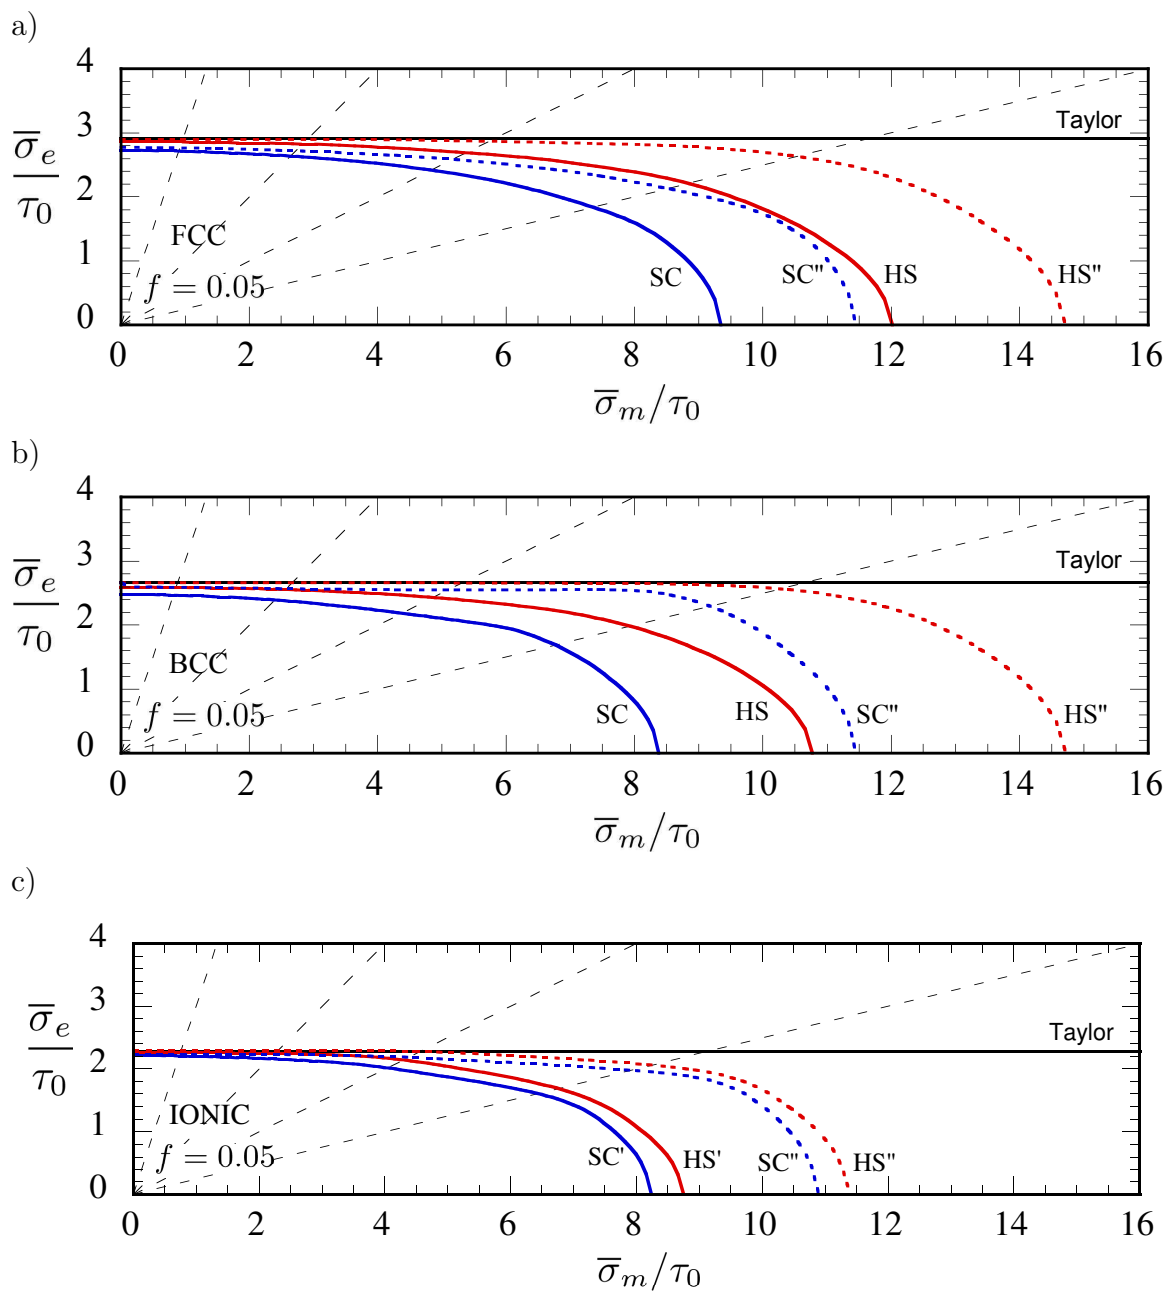 a)
4
3
2
1
0
σ̅e
τ0
Taylor
FCC
f = 0.05
SC
SC"
HS
HS"
0 2 4 6 8 10 12 14 16
σ̅m/τ0
b)
4
3
2
1
0
σ̅e
τ0
Taylor
BCC
f = 0.05
SC
HS
SC"
HS"
0 2 4 6 8 10 12 14 16
σ̅m/τ0
c)
4
3
2
1
0
σ̅e
τ0
Taylor
IONIC
f = 0.05
SC'
HS'
SC"
HS"
0 2 4 6 8 10 12 14 16
σ̅m/τ0